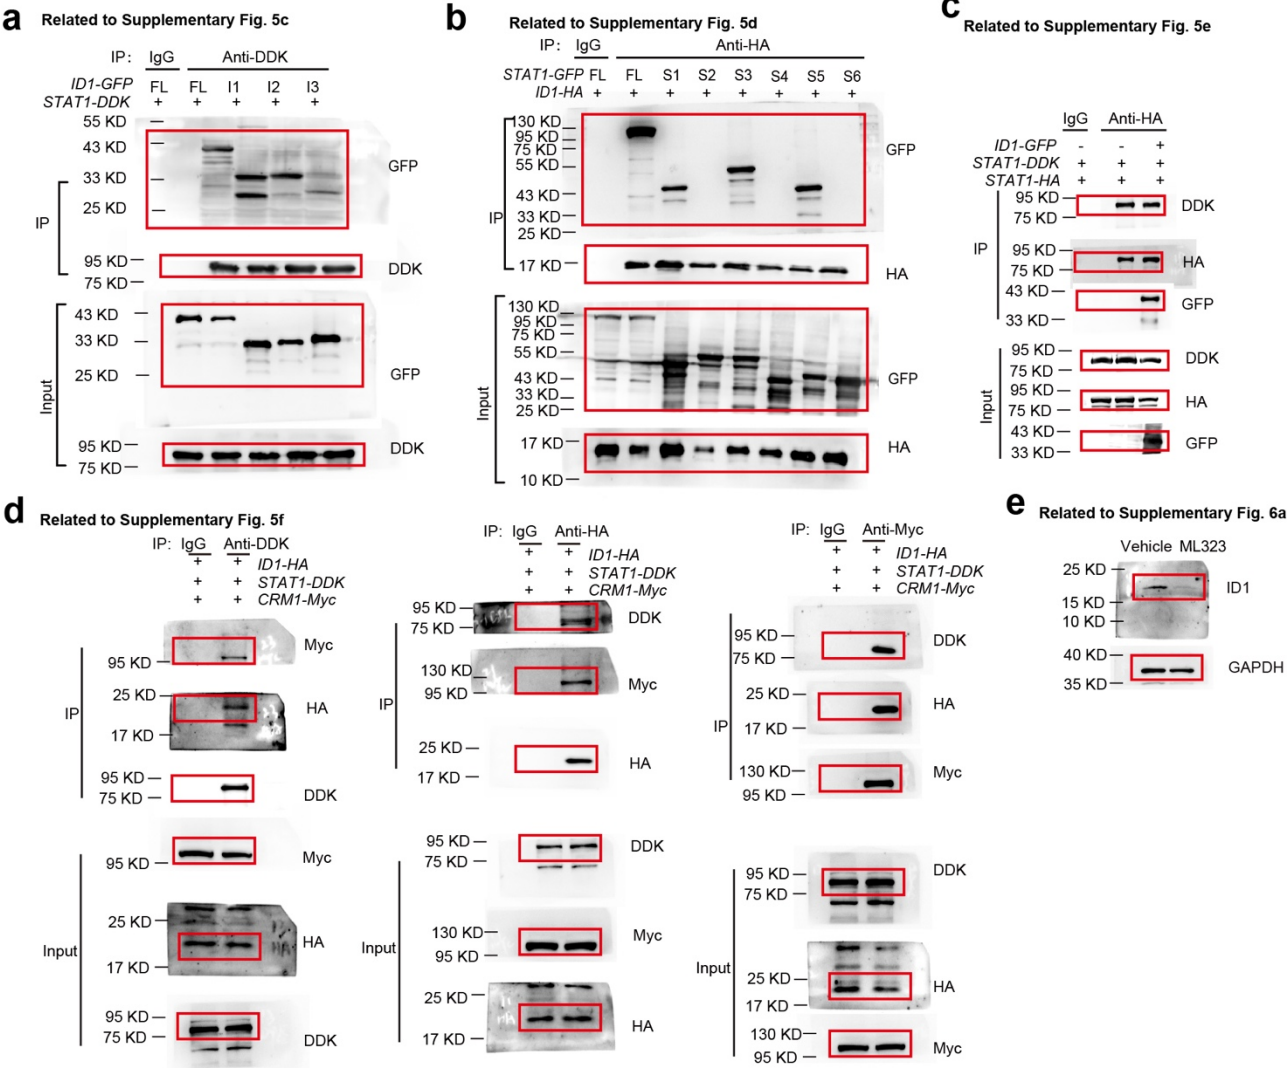 a
Related to Supplementary Fig. 5c
IP: IgG Anti-DDK
ID1-GFP FL FL I1 I2 I3
STAT1-DDK + + + + +
55 KD
43 KD
33 KD
25 KD
GFP
IP
95 KD
75 KD
DDK
43 KD
33 KD
25 KD
GFP
Input
95 KD
75 KD
DDK
b
Related to Supplementary Fig. 5d
IP: IgG Anti-HA
STAT1-GFP FL FL S1 S2 S3 S4 S5 S6
ID1-HA + + + + + + + +
130 KD
95 KD
75 KD
55 KD
43 KD
33 KD
25 KD
GFP
IP
17 KD
HA
130 KD
95 KD
75 KD
55 KD
43 KD
33 KD
25 KD
GFP
Input
17 KD
10 KD
HA
c
Related to Supplementary Fig. 5e
IgG Anti-HA
ID1-GFP - - +
STAT1-DDK + + +
STAT1-HA + + +
95 KD
75 KD
DDK
IP
95 KD
75 KD
HA
43 KD
33 KD
GFP
95 KD
75 KD
DDK
Input
95 KD
75 KD
HA
43 KD
33 KD
GFP
d
Related to Supplementary Fig. 5f
IP: IgG Anti-DDK
+ + ID1-HA
+ + STAT1-DDK
+ + CRM1-Myc
95 KD
Myc
25 KD
17 KD
HA
IP
95 KD
75 KD
DDK
95 KD
Myc
25 KD
17 KD
HA
Input
95 KD
75 KD
DDK
IP: IgG Anti-HA
+ + ID1-HA
+ + STAT1-DDK
+ + CRM1-Myc
95 KD
75 KD
DDK
130 KD
95 KD
Myc
IP
25 KD
17 KD
HA
95 KD
75 KD
DDK
130 KD
95 KD
Myc
Input
25 KD
17 KD
HA
IP: IgG Anti-Myc
+ + ID1-HA
+ + STAT1-DDK
+ + CRM1-Myc
95 KD
75 KD
DDK
25 KD
17 KD
HA
IP
130 KD
95 KD
Myc
95 KD
75 KD
DDK
Input
25 KD
17 KD
HA
130 KD
95 KD
Myc
e
Related to Supplementary Fig. 6a
Vehicle ML323
25 KD
15 KD
10 KD
ID1
40 KD
35 KD
GAPDH